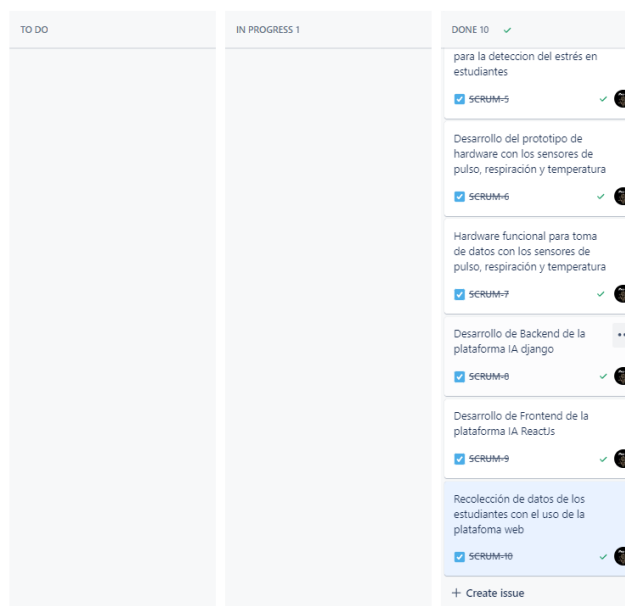 TO DO
IN PROGRESS 1
DONE 10
para la deteccion del estrés en
estudiantes
SCRUM-5
Desarrollo del prototipo de
hardware con los sensores de
pulso, respiración y temperatura
SCRUM-6
Hardware funcional para toma
de datos con los sensores de
pulso, respiración y temperatura
SCRUM-7
Desarrollo de Backend de la
plataforma IA django
SCRUM-8
Desarrollo de Frontend de la
plataforma IA ReactJs
SCRUM-9
Recolección de datos de los
estudiantes con el uso de la
platafoma web
SCRUM-10
+ Create issue